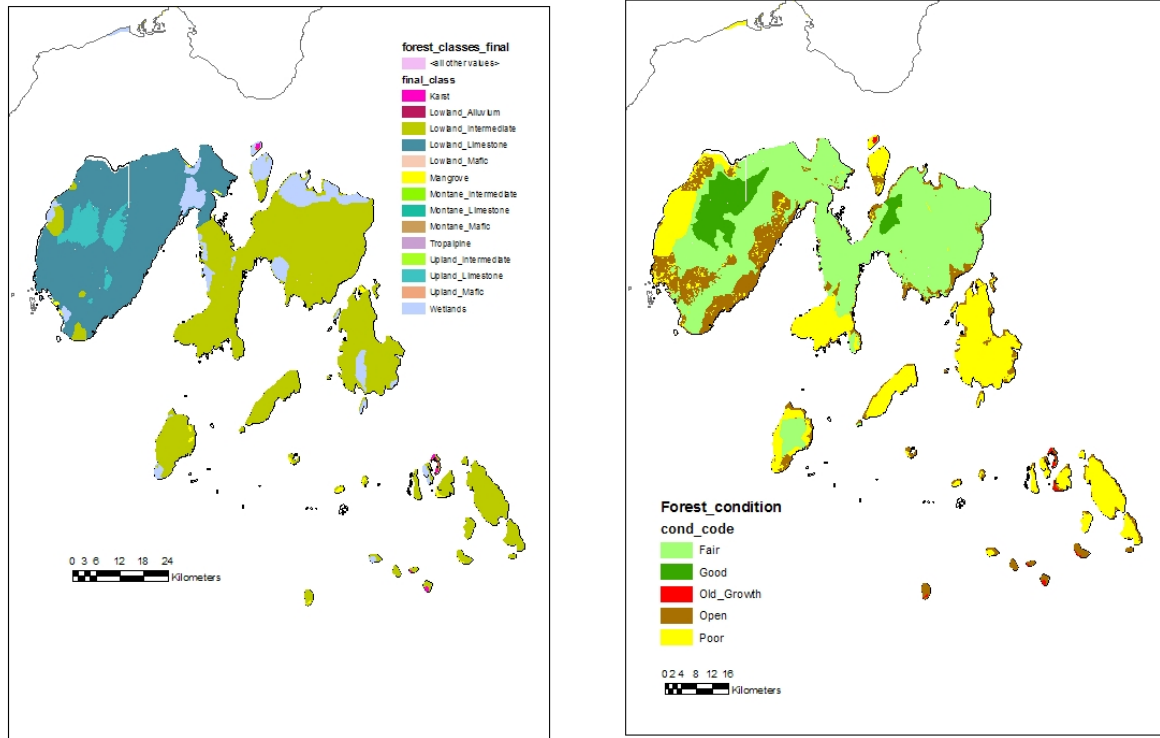 forest_classes_final
<all other values>
final_class
Karst
Lowland_Alluvium
Lowland_Intermediate
Lowland_Limestone
Lowland_Mafic
Mangrove
Montane_Intermediate
Montane_Limestone
Montane_Mafic
Tropalpine
Upland_Intermediate
Upland_Limestone
Upland_Mafic
Wetlands
0 3 6 12 18 24
Kilometers
Forest_condition
cond_code
Fair
Good
Old_Growth
Open
Poor
0 2 4 8 12 16
Kilometers